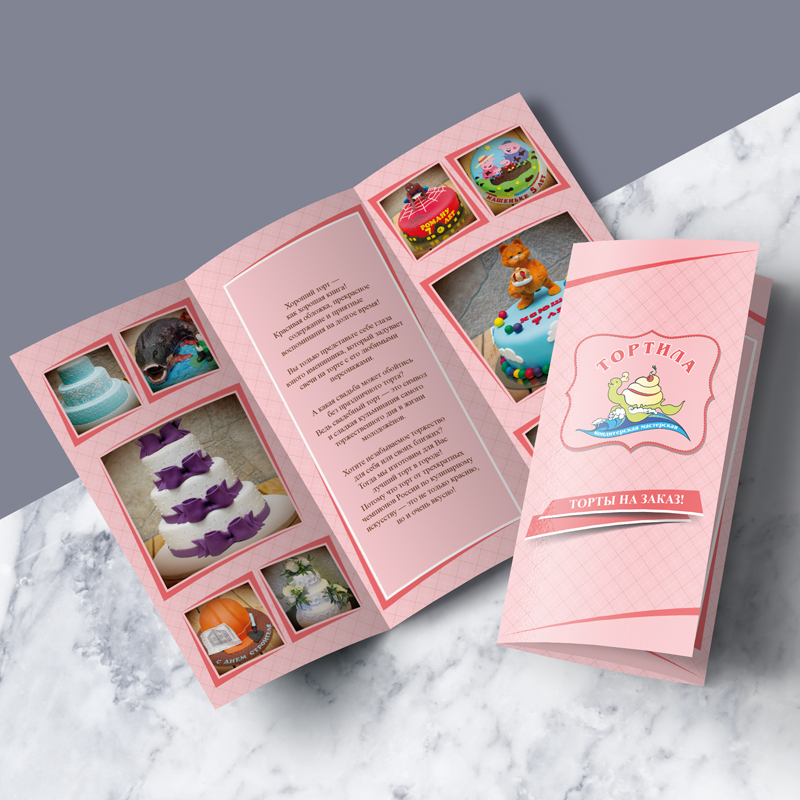 С ДНЕМ СТРОИТЕЛЯ
Хороший торт —
как хорошая книга!
Красивая обложка, прекрасное
содержание и приятные
воспоминания на долгое время!
Вы только представьте себе глаза
юного именинника, который задувает
свечи на торте с его любимыми
персонажами.
А какая свадьба может обойтись
без праздничного торта?
Ведь свадебный торт — это символ
и сладкая кульминация самого
торжественного дня в жизни
молодоженов.
Хотите незабываемое торжество
для себя или своих близких?
Тогда мы изготовим для Вас
лучший торт в городе!
Потому что торт от трехкратных
чемпионов России по кулинарному
искусству — это не только красиво,
но и очень вкусно!
РОМАНУ
7 ЛЕТ
МАШЕНЬКЕ 5 ЛЕТ
ТОРТИЛА
кондитерская мастерская
ТОРТЫ НА ЗАКАЗ!